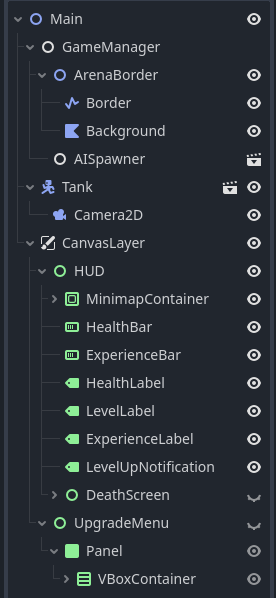 Main
GameManager
ArenaBorder
Border
Background
AISpawner
Tank
Camera2D
CanvasLayer
HUD
MinimapContainer
HealthBar
ExperienceBar
HealthLabel
LevelLabel
ExperienceLabel
LevelUpNotification
DeathScreen
UpgradeMenu
Panel
VBoxContainer